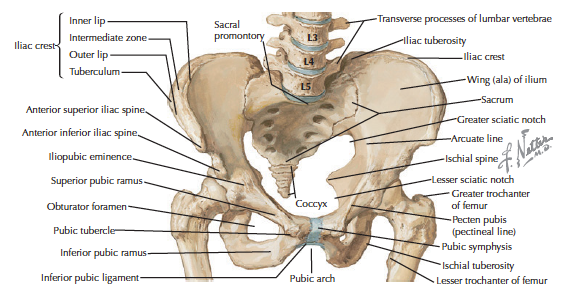 Inner lip
Intermediate zone
Iliac crest
Outer lip
Tuberculum
Anterior superior iliac spine
Anterior inferior iliac spine
Iliopubic eminence
Superior pubic ramus
Obturator foramen
Pubic tubercle
Inferior pubic ramus
Inferior pubic ligament
Sacral
promontory
L3
L4
L5
Coccyx
Pubic arch
Transverse processes of lumbar vertebrae
Iliac tuberosity
Iliac crest
Wing (ala) of ilium
Sacrum
Greater sciatic notch
Arcuate line
Ischial spine
Lesser sciatic notch
Greater trochanter
of femur
Pecten pubis
(pectineal line)
Pubic symphysis
Ischial tuberosity
Lesser trochanter of femur
F. Netter
M.D.